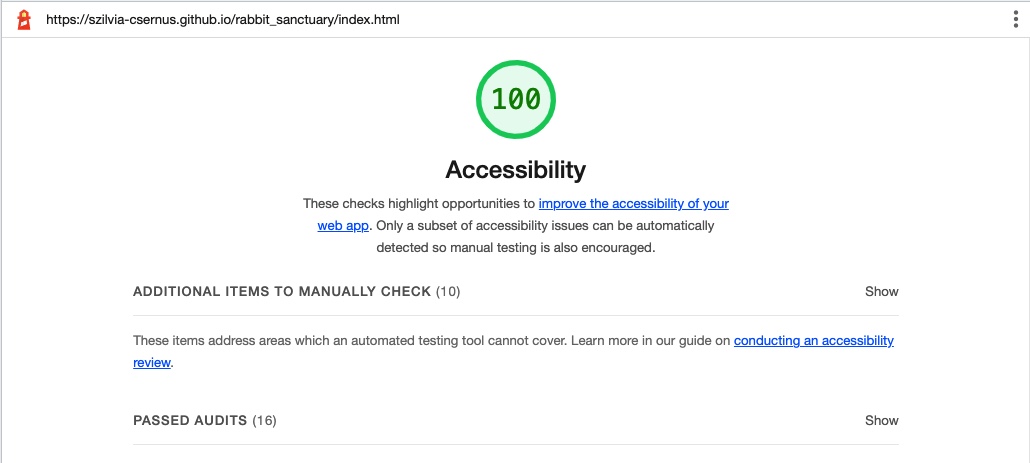 https://szilvia-csernus.github.io/rabbit_sanctuary/index.html
100
Accessibility
These checks highlight opportunities to improve the accessibility of your
web app. Only a subset of accessibility issues can be automatically
detected so manual testing is also encouraged.
ADDITIONAL ITEMS TO MANUALLY CHECK (10) Show
These items address areas which an automated testing tool cannot cover. Learn more in our guide on conducting an accessibility
review.
PASSED AUDITS (16) Show